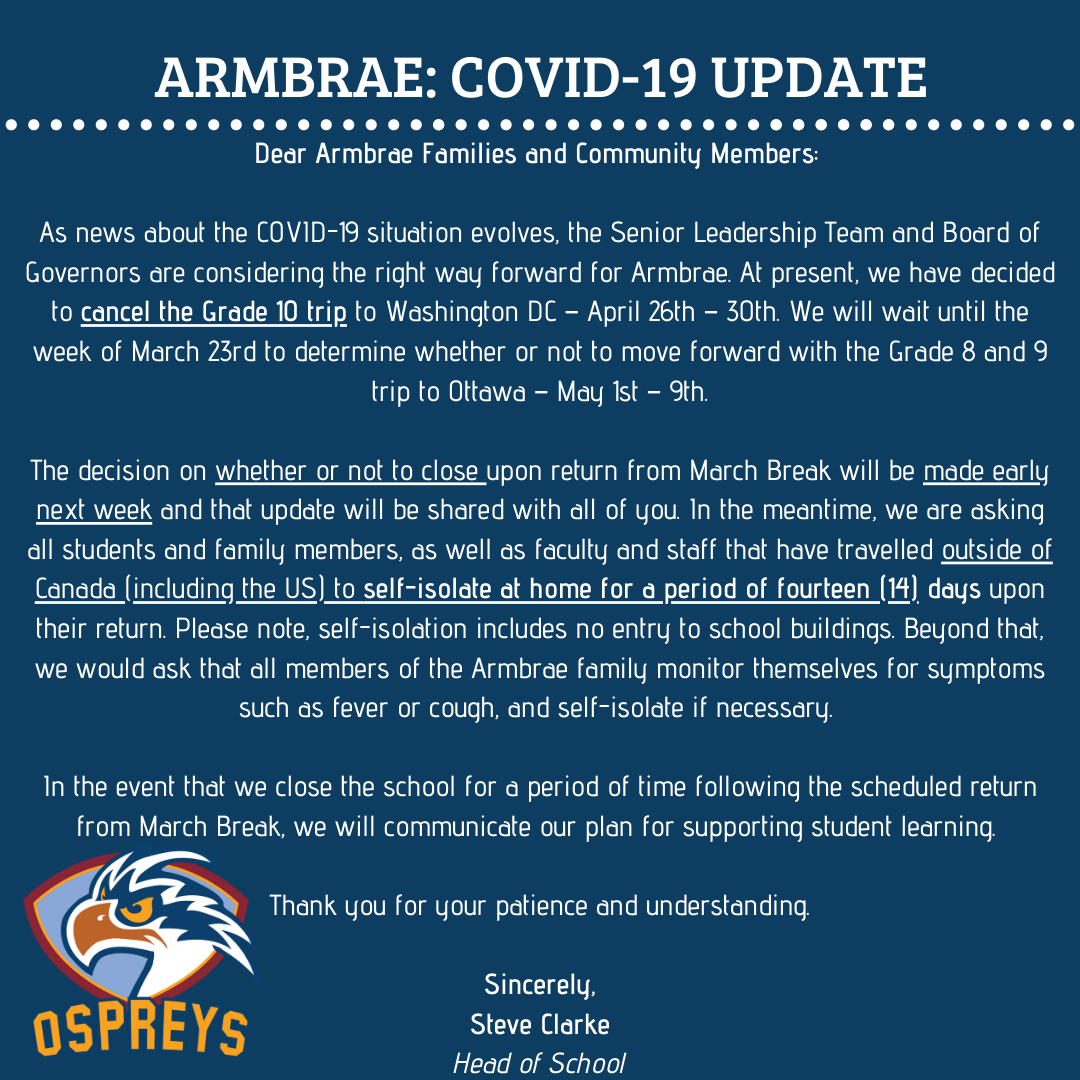 ARMBRAE: COVID-19 UPDATE
Dear Armbrae Families and Community Members:
As news about the COVID-19 situation evolves, the Senior Leadership Team and Board of
Governors are considering the right way forward for Armbrae. At present, we have decided
to cancel the Grade 10 trip to Washington DC – April 26th – 30th. We will wait until the
week of March 23rd to determine whether or not to move forward with the Grade 8 and 9
trip to Ottawa – May 1st – 9th.
The decision on whether or not to close upon return from March Break will be made early
next week and that update will be shared with all of you. In the meantime, we are asking
all students and family members, as well as faculty and staff that have travelled outside of
Canada (including the US) to self-isolate at home for a period of fourteen (14) days upon
their return. Please note, self-isolation includes no entry to school buildings. Beyond that,
we would ask that all members of the Armbrae family monitor themselves for symptoms
such as fever or cough, and self-isolate if necessary.
In the event that we close the school for a period of time following the scheduled return
from March Break, we will communicate our plan for supporting student learning.
Thank you for your patience and understanding.
OSPREYS
Sincerely,
Steve Clarke
Head of School